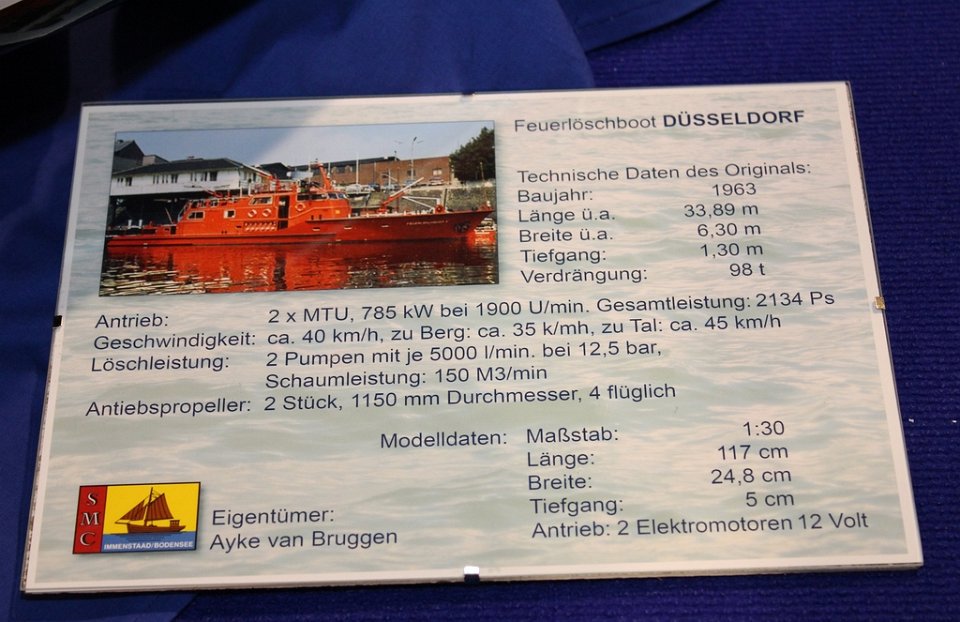 Feuerlöschboot DÜSSELDORF
Technische Daten des Originals:
Baujahr: 1963
Länge ü.a. 33,89 m
Breite ü.a. 6,30 m
Tiefgang: 1,30 m
Verdrängung: 98 t
Antrieb: 2 x MTU, 785 kW bei 1900 U/min. Gesamtleistung: 2134 Ps
Geschwindigkeit: ca. 40 km/h, zu Berg: ca. 35 k/mh, zu Tal: ca. 45 km/h
Löschleistung: 2 Pumpen mit je 5000 l/min. bei 12,5 bar,
Schaumleistung: 150 M3/min
Antiebspropeller: 2 Stück, 1150 mm Durchmesser, 4 flüglich
Modelldaten: Maßstab: 1:30
Länge: 117 cm
Breite: 24,8 cm
Tiefgang: 5 cm
Antrieb: 2 Elektromotoren 12 Volt
SMC
IMMENSTAAD/BODENSEE
Eigentümer:
Ayke van Bruggen